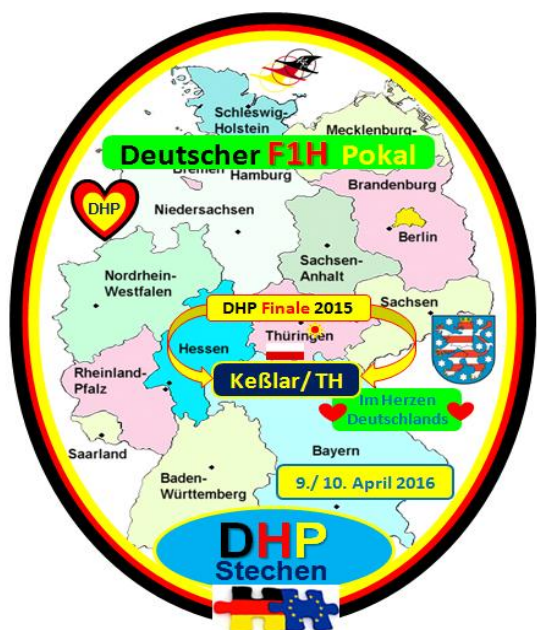 Schleswig-
Holstein
Mecklenburg-
Deutscher F1H Pokal
Bremen Hamburg
Brandenburg
DHP
Niedersachsen
Berlin
Sachsen-
Anhalt
Nordrhein-
Westfalen
DHP Finale 2015
Sachsen
Thüringen
Hessen
Rheinland-
Pfalz
Keßlar/ TH
Im Herzen
Deutschlands
Saarland
Bayern
Baden-
Württemberg
9./ 10. April 2016
DHP
Stechen